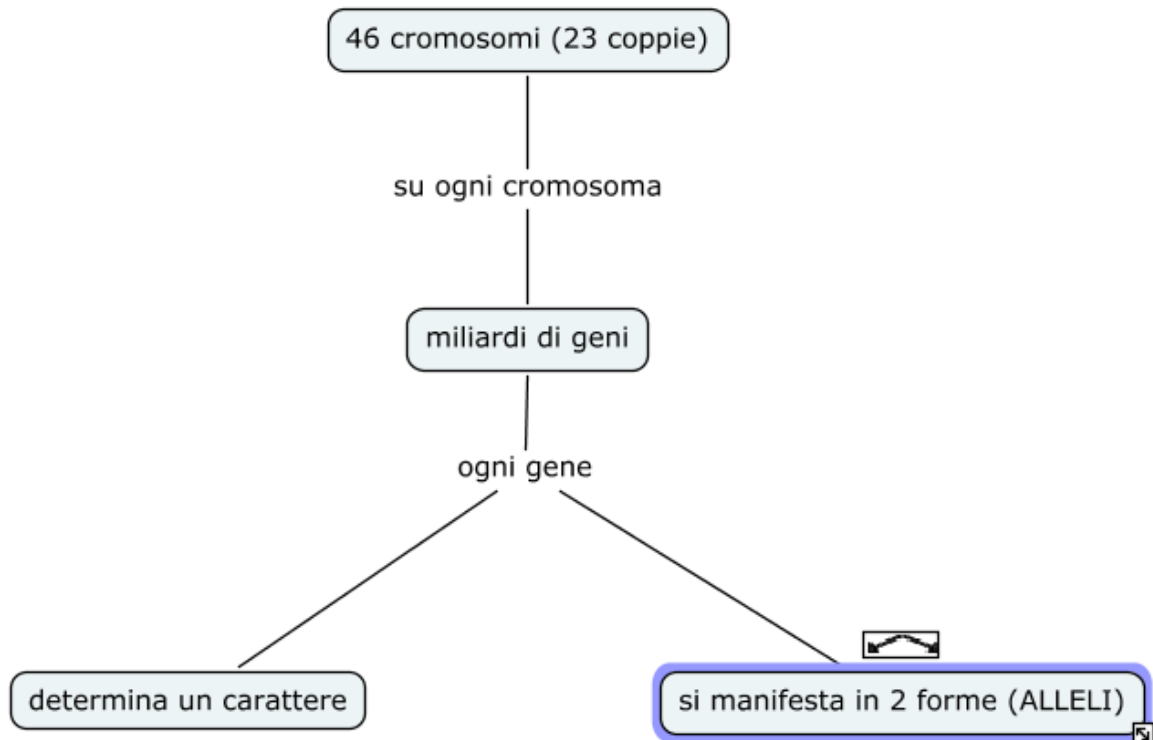 46 cromosomi (23 coppie)
su ogni cromosoma
miliardi di geni
ogni gene
determina un carattere
si manifesta in 2 forme (ALLELI)